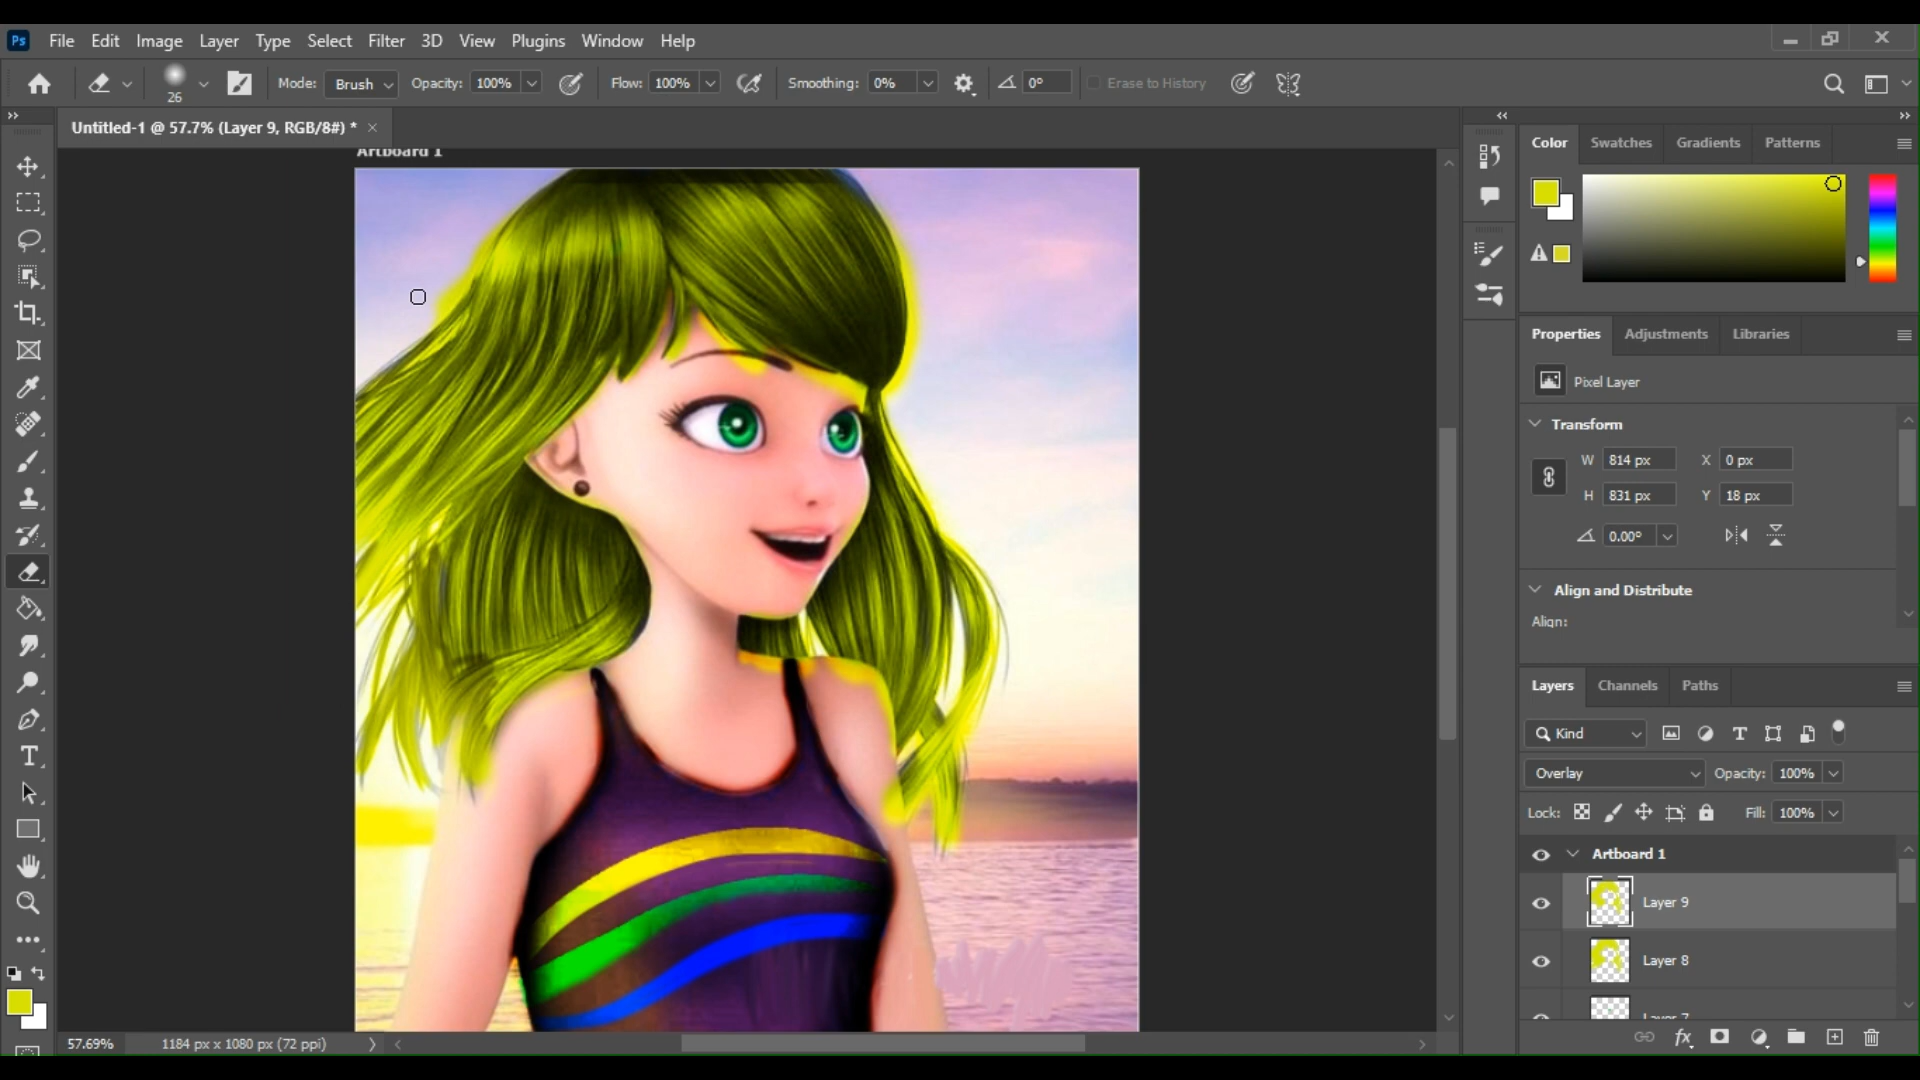 Ps File Edit Image Layer Type Select Filter 3D View Plugins Window Help
26 Mode: Brush Opacity: 100% Flow: 100% Smoothing: 0% 0° Erase to History
Untitled-1 @ 57.7% (Layer 9, RGB/8#) *
Artboard 1
Color Swatches Gradients Patterns
Properties Adjustments Libraries
Pixel Layer
Transform
W 814 px X 0 px
H 831 px Y 18 px
0.00°
Align and Distribute
Align:
Layers Channels Paths
Kind
Overlay Opacity: 100%
Lock: Fill: 100%
Artboard 1
Layer 9
Layer 8
Layer 7
57.69% 1184 px x 1080 px (72 ppi)